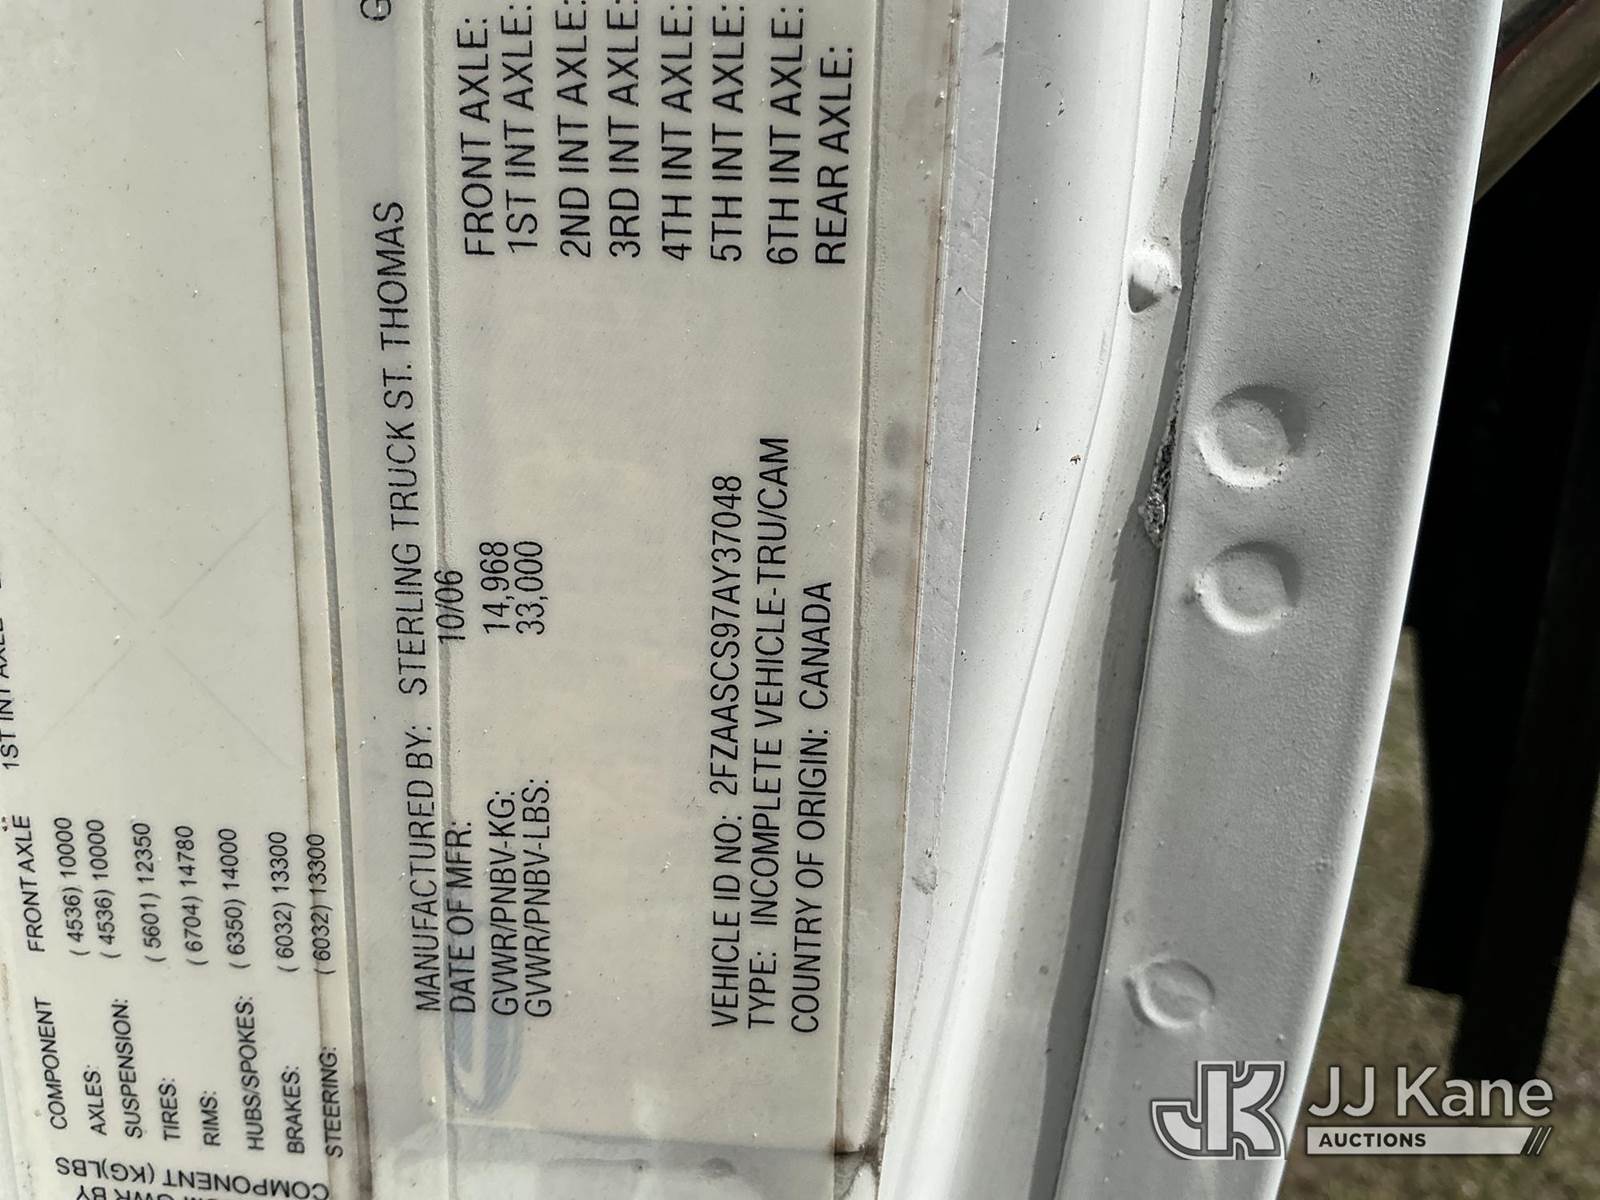 1ST INT AXLE
COMPONENT FRONT AXLE
AXLES: ( 4536) 10000
SUSPENSION: ( 4536) 10000
TIRES: ( 5601) 12350
RIMS: ( 6704) 14780
HUBS/SPOKES: ( 6350) 14000
BRAKES: ( 6032) 13300
STEERING: ( 6032) 13300
GWR BY
COMPONENT (KG)LBS
MANUFACTURED BY: STERLING TRUCK ST. THOMAS
DATE OF MFR: 10/06
GVWR/PNBV-KG: 14,968
GVWR/PNBV-LBS: 33,000
VEHICLE ID NO: 2FZAASCS97AY37048
TYPE: INCOMPLETE VEHICLE-TRU/CAM
COUNTRY OF ORIGIN: CANADA
G
FRONT AXLE:
1ST INT AXLE:
2ND INT AXLE:
3RD INT AXLE:
4TH INT AXLE:
5TH INT AXLE:
6TH INT AXLE:
REAR AXLE:
JK JJ Kane
AUCTIONS